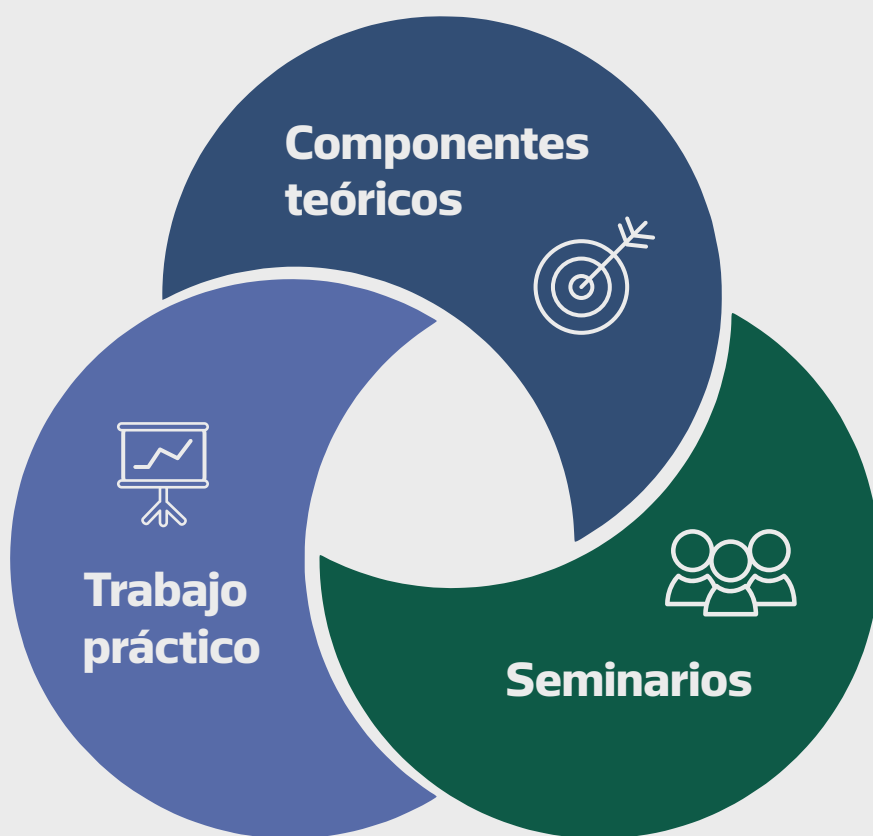 Componentes
teóricos
Trabajo
práctico
Seminarios